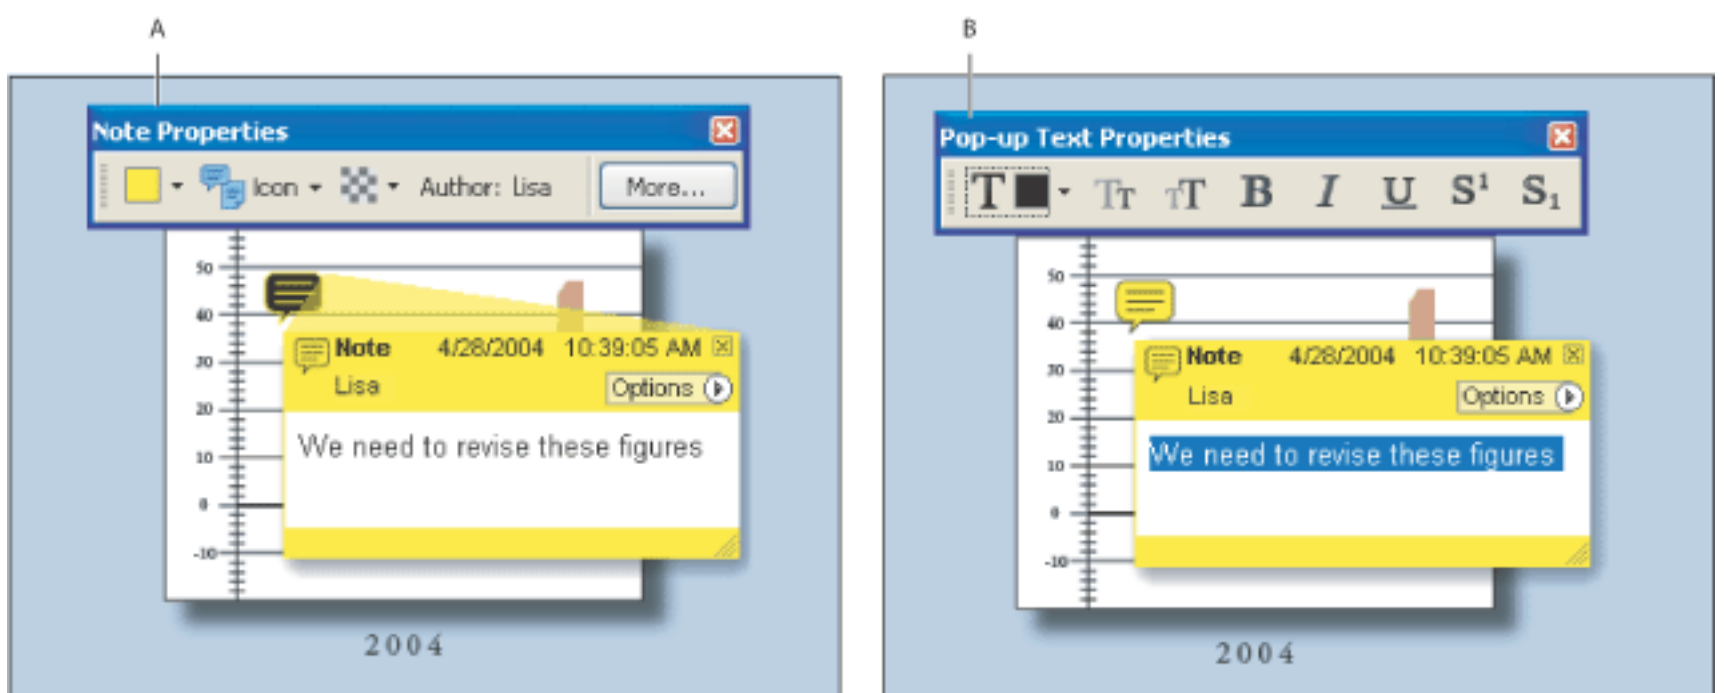 A
Note Properties
Icon
Author: Lisa
More...
50
40
30
20
10
0
-10
Note 4/28/2004 10:39:05 AM
Lisa
Options
We need to revise these figures
2004
B
Pop-up Text Properties
T TT TT B I U S1 S1
50
40
30
20
10
0
-10
Note 4/28/2004 10:39:05 AM
Lisa
Options
We need to revise these figures
2004